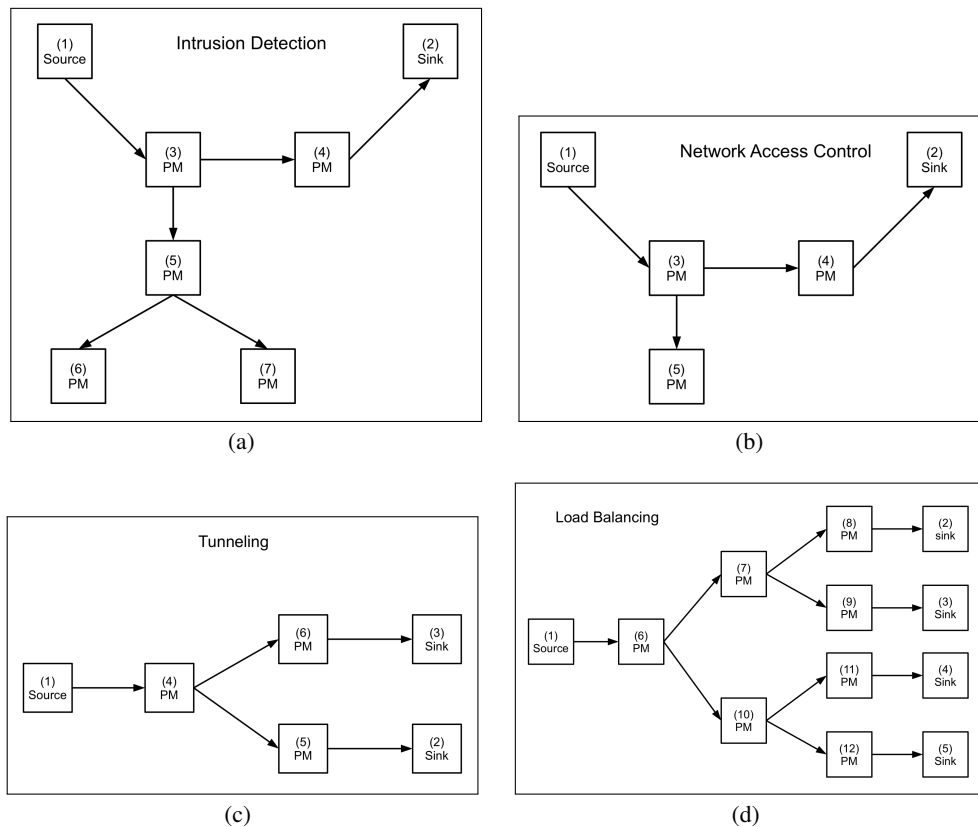 Intrusion Detection
(1)
Source
(2)
Sink
(3)
PM
(4)
PM
(5)
PM
(6)
PM
(7)
PM
(a)
Network Access Control
(1)
Source
(2)
Sink
(3)
PM
(4)
PM
(5)
PM
(b)
Tunneling
(1)
Source
(4)
PM
(6)
PM
(3)
Sink
(5)
PM
(2)
Sink
(c)
Load Balancing
(1)
Source
(6)
PM
(7)
PM
(8)
PM
(2)
sink
(9)
PM
(3)
Sink
(10)
PM
(11)
PM
(4)
Sink
(12)
PM
(5)
Sink
(d)